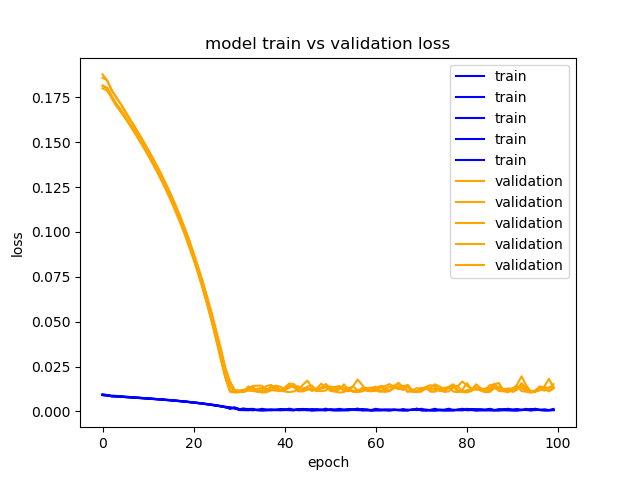 model train vs validation loss
train
train
train
train
train
validation
validation
validation
validation
validation
loss
0.175
0.150
0.125
0.100
0.075
0.050
0.025
0.000
0
20
40
60
80
100
epoch